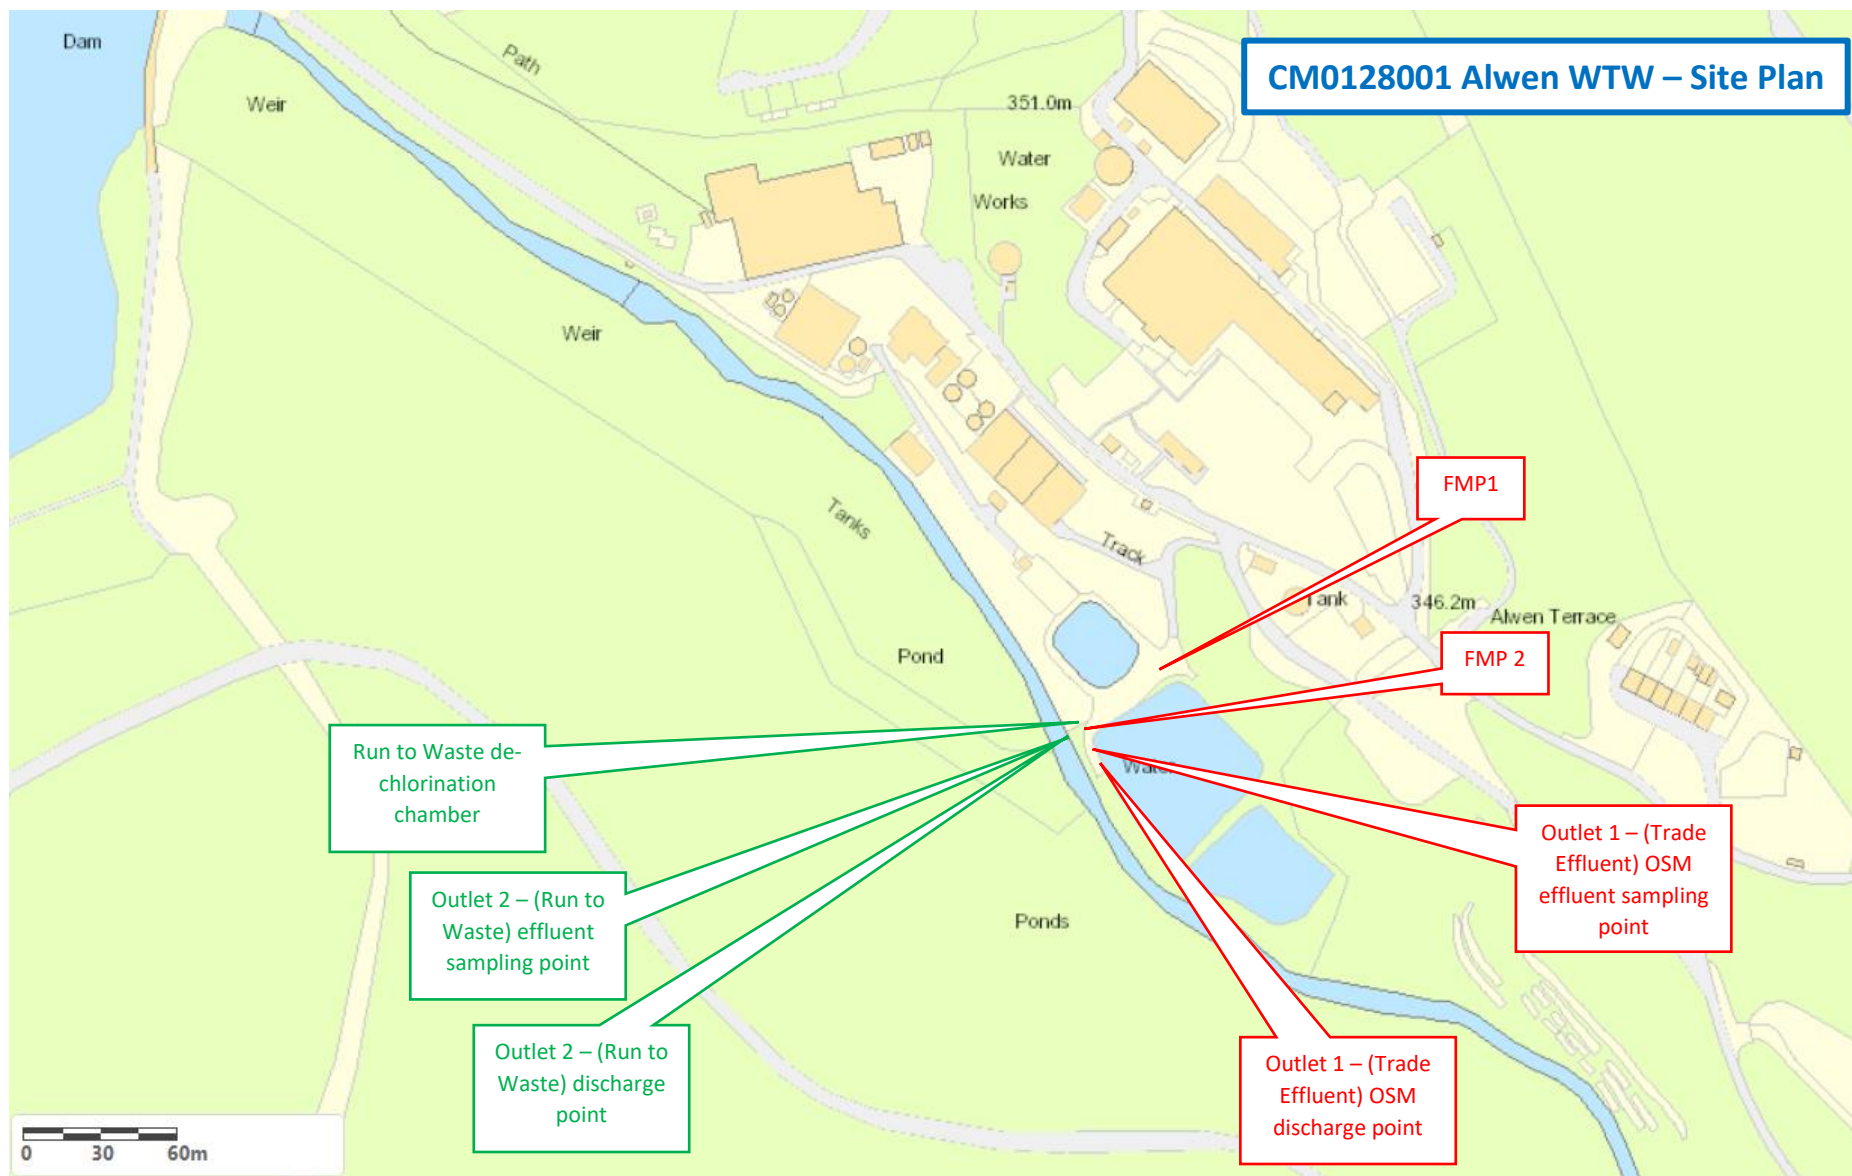 Dam
CM0128001 Alwen WTW – Site Plan
Path
Weir
351.0m
Water
Works
Weir
FMP1
Tanks
Track
Tank
346.2m
Alwen Terrace
Pond
FMP 2
Run to Waste de-
chlorination
chamber
Water
Outlet 1 – (Trade
Effluent) OSM
effluent sampling
point
Outlet 2 – (Run to
Waste) effluent
sampling point
Ponds
Outlet 2 – (Run to
Waste) discharge
point
Outlet 1 – (Trade
Effluent) OSM
discharge point
0 30 60m